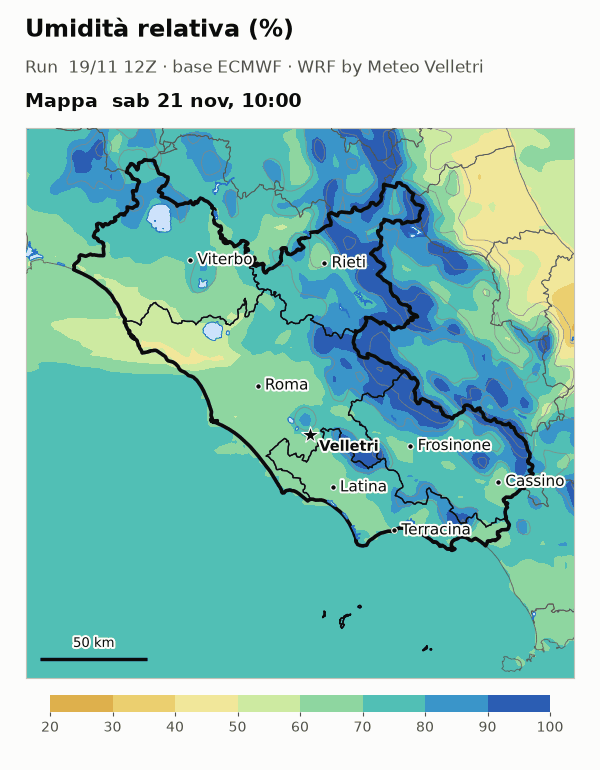 Umidità relativa (%)
Run  19/11 12Z · base ECMWF · WRF by Meteo Velletri
Mappa  sab 21 nov, 10:00
Viterbo
Rieti
Roma
Velletri
Frosinone
Cassino
Latina
Terracina
50 km
20 30 40 50 60 70 80 90 100